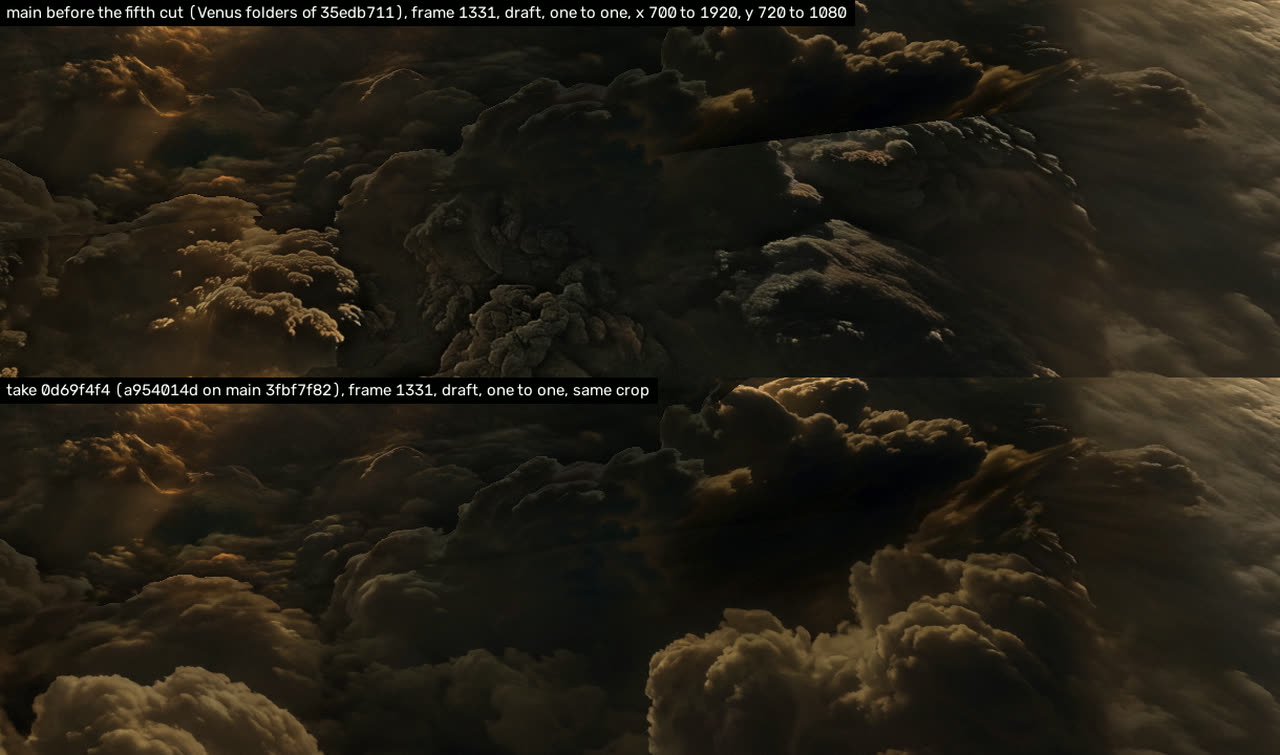 main before the fifth cut (Venus folders of 35edb711), frame 1331, draft, one to one, x 700 to 1920, y 720 to 1080
take 0d69f4f4 (a954014d on main 3fbf7f82), frame 1331, draft, one to one, same crop